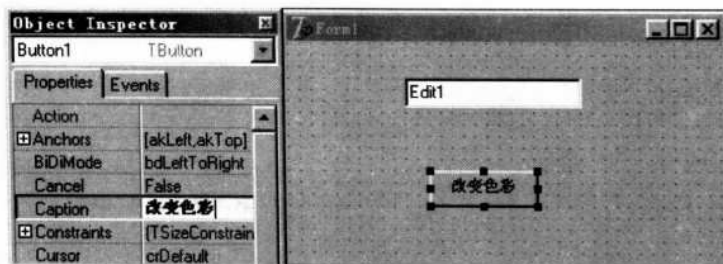 Object Inspector
Button1 TButton
Properties Events
Action
Anchors [akLeft,akTop]
BiDiMode bdLeftToRight
Cancel False
Caption 改变色彩
Constraints (TSizeConstrain
Cursor crDefault
7 Form1
Edit1
改变色彩